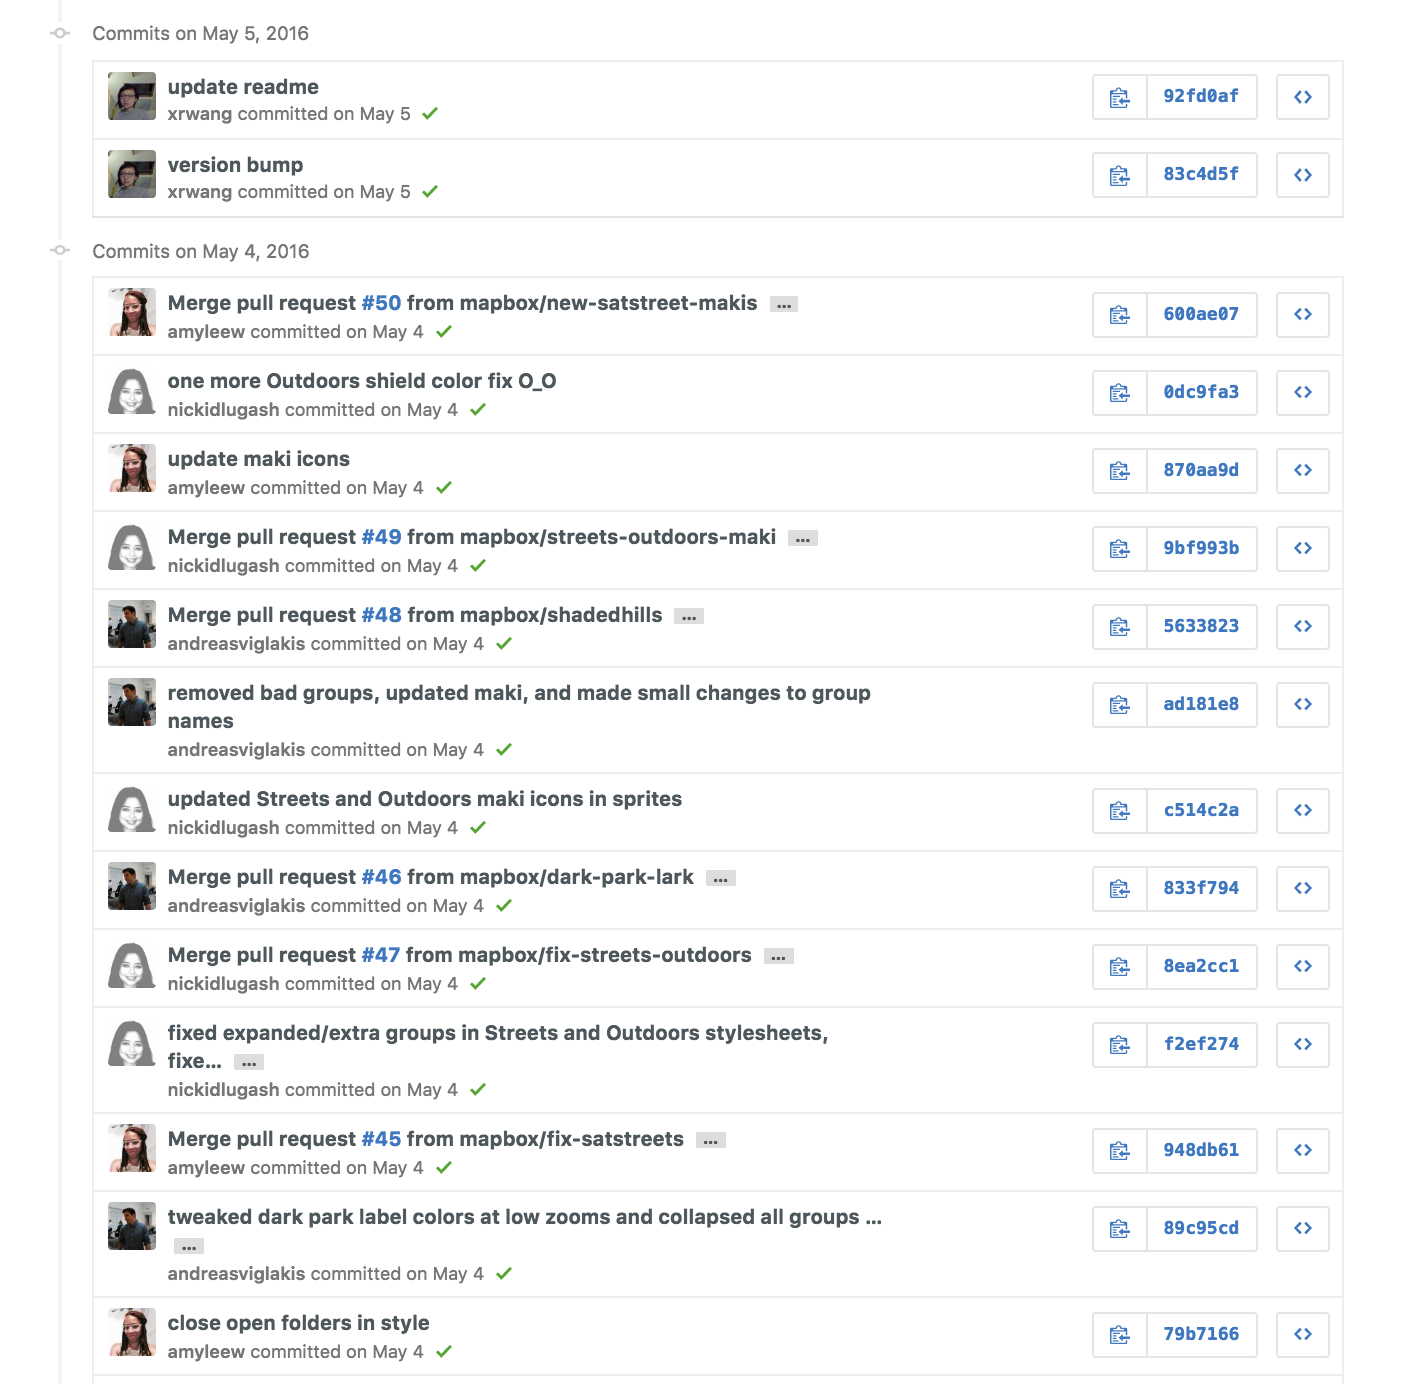 Commits on May 5, 2016
update readme
xrwang committed on May 5
92fd0af
version bump
xrwang committed on May 5
83c4d5f
Commits on May 4, 2016
Merge pull request #50 from mapbox/new-satstreet-makis …
amyleew committed on May 4
600ae07
one more Outdoors shield color fix O_O
nickidlugash committed on May 4
0dc9fa3
update maki icons
amyleew committed on May 4
870aa9d
Merge pull request #49 from mapbox/streets-outdoors-maki …
nickidlugash committed on May 4
9bf993b
Merge pull request #48 from mapbox/shadedhills …
andreasviglakis committed on May 4
5633823
removed bad groups, updated maki, and made small changes to group
names
andreasviglakis committed on May 4
ad181e8
updated Streets and Outdoors maki icons in sprites
nickidlugash committed on May 4
c514c2a
Merge pull request #46 from mapbox/dark-park-lark …
andreasviglakis committed on May 4
833f794
Merge pull request #47 from mapbox/fix-streets-outdoors …
nickidlugash committed on May 4
8ea2cc1
fixed expanded/extra groups in Streets and Outdoors stylesheets,
fixe… …
nickidlugash committed on May 4
f2ef274
Merge pull request #45 from mapbox/fix-satstreets …
amyleew committed on May 4
948db61
tweaked dark park label colors at low zooms and collapsed all groups …
…
andreasviglakis committed on May 4
89c95cd
close open folders in style
amyleew committed on May 4
79b7166